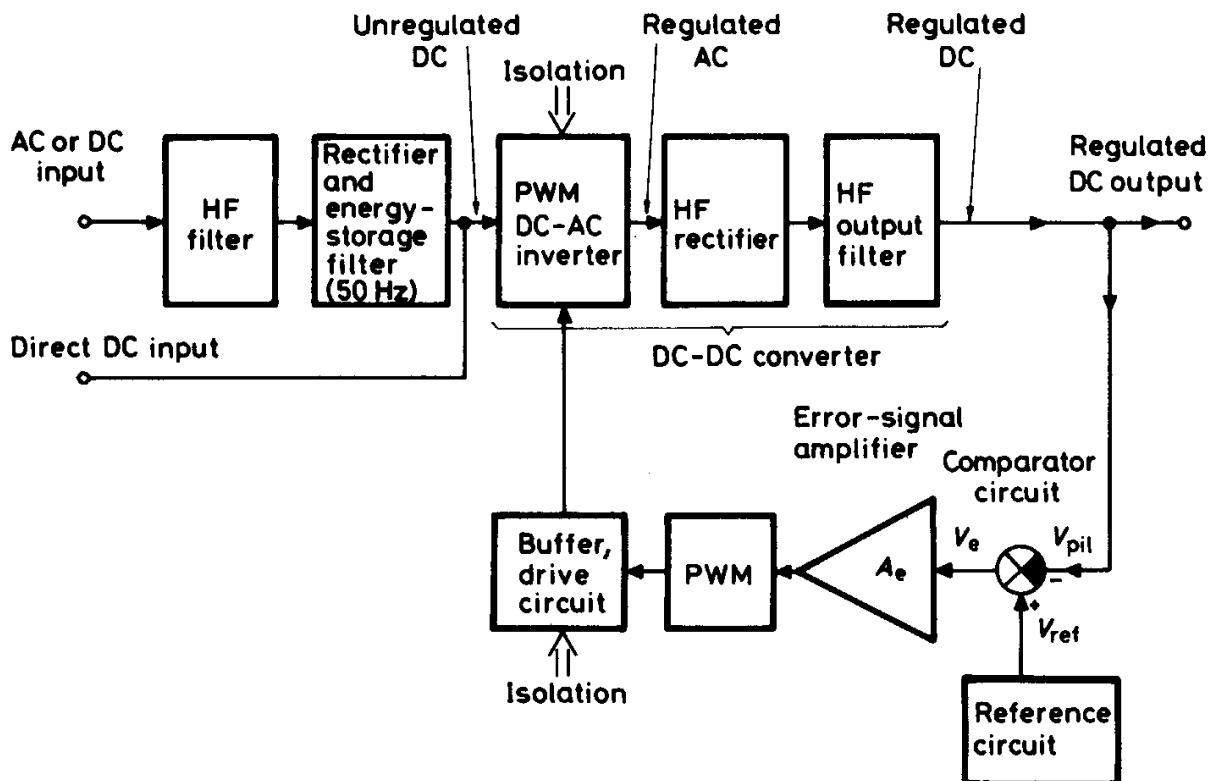 Unregulated
DC
Regulated
AC
Regulated
DC
Isolation
AC or DC
input
HF
filter
Rectifier
and
energy-
storage
filter
(50 Hz)
PWM
DC-AC
inverter
HF
rectifier
HF
output
filter
Regulated
DC output
Direct DC input
DC-DC converter
Error-signal
amplifier
Comparator
circuit
Buffer,
drive
circuit
PWM
Ae
Ve
Vpil
-
+
Vref
Isolation
Reference
circuit